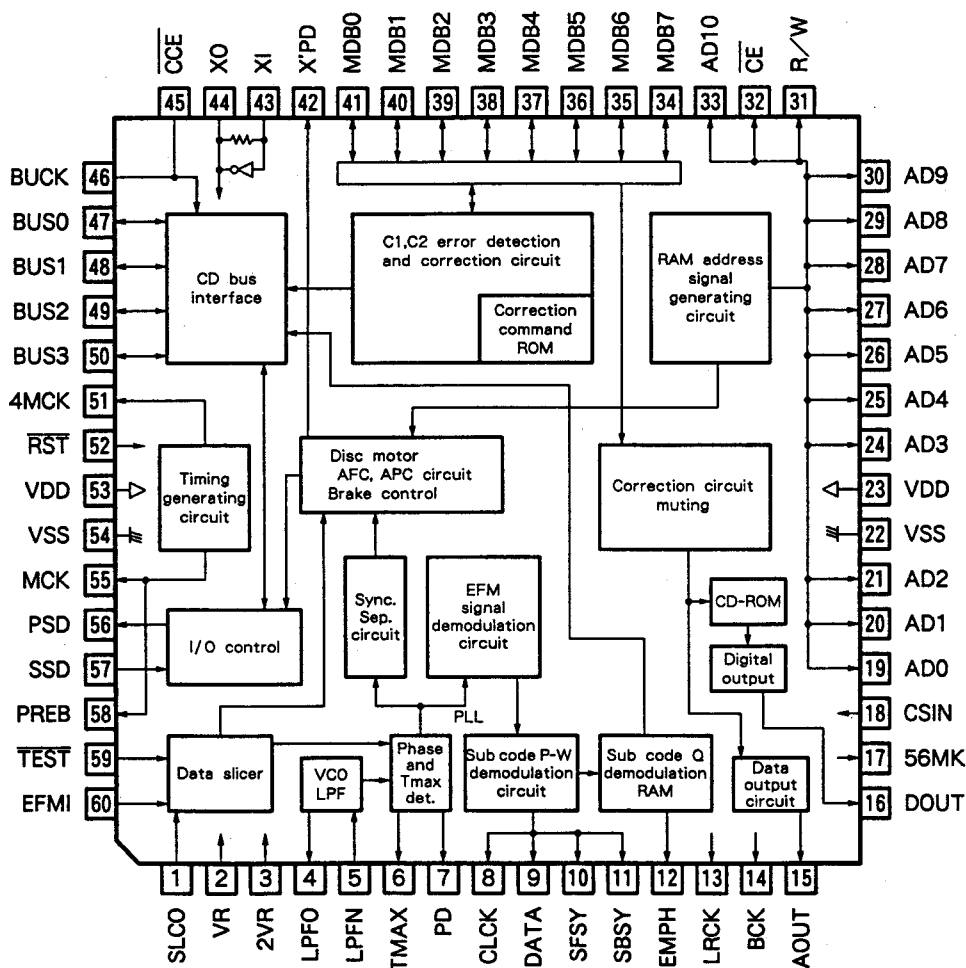 CCE
XO
XI
X'PD
MDB0
MDB1
MDB2
MDB3
MDB4
MDB5
MDB6
MDB7
AD10
CE
R/W
45
44
43
42
41
40
39
38
37
36
35
34
33
32
31
BUCK 46
BUS0 47
BUS1 48
BUS2 49
BUS3 50
4MCK 51
RST 52
VDD 53
VSS 54
MCK 55
PSD 56
SSD 57
PREB 58
TEST 59
EFMI 60
CD bus
interface
C1,C2 error detection
and correction circuit
Correction
command
ROM
RAM address
signal
generating
circuit
Timing
generating
circuit
Disc motor
AFC, APC circuit
Brake control
Correction circuit
muting
I/O control
Sync.
Sep.
circuit
EFM
signal
demodulation
circuit
CD-ROM
Digital
output
PLL
Data slicer
VCO
LPF
Phase
and
Tmax
det.
Sub code P-W
demodulation
circuit
Sub code Q
demodulation
RAM
Data
output
circuit
30 AD9
29 AD8
28 AD7
27 AD6
26 AD5
25 AD4
24 AD3
23 VDD
22 VSS
21 AD2
20 AD1
19 AD0
18 CSIN
17 56MK
16 DOUT
1
2
3
4
5
6
7
8
9
10
11
12
13
14
15
SLCO
VR
2VR
LPFO
LPFN
TMAX
PD
CLCK
DATA
SFSY
SBSY
EMPH
LRCK
BCK
AOUT